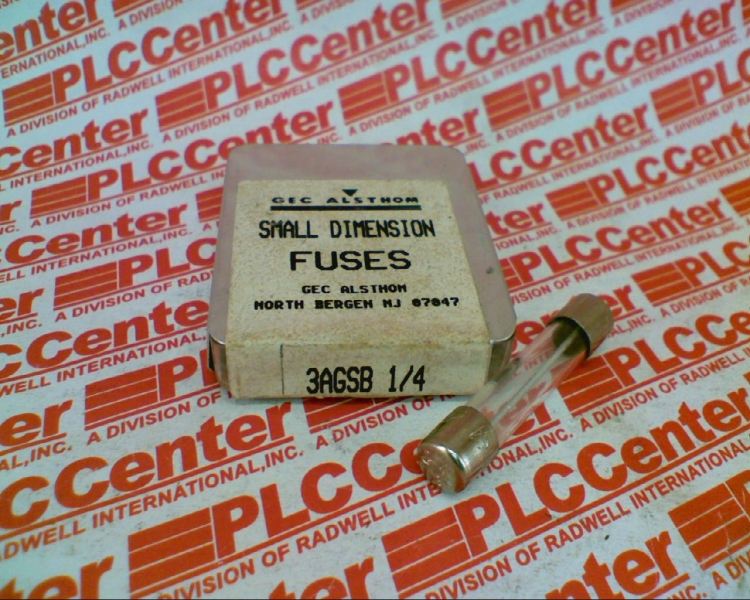 GEC ALSTHOM
SMALL DIMENSION
FUSES
GEC ALSTHOM
NORTH BERGEN NJ 07047
3AGSB 1/4
PLCCenter
A DIVISION OF RADWELL INTERNATIONAL, INC.